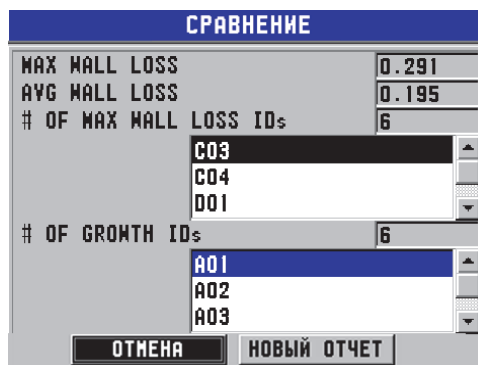 СРАВНЕНИЕ
MAX WALL LOSS 0.291
AVG WALL LOSS 0.195
# OF MAX WALL LOSS IDs 6
C03
C04
D01
# OF GROWTH IDs 6
A01
A02
A03
ОТМЕНА НОВЫЙ ОТЧЕТ